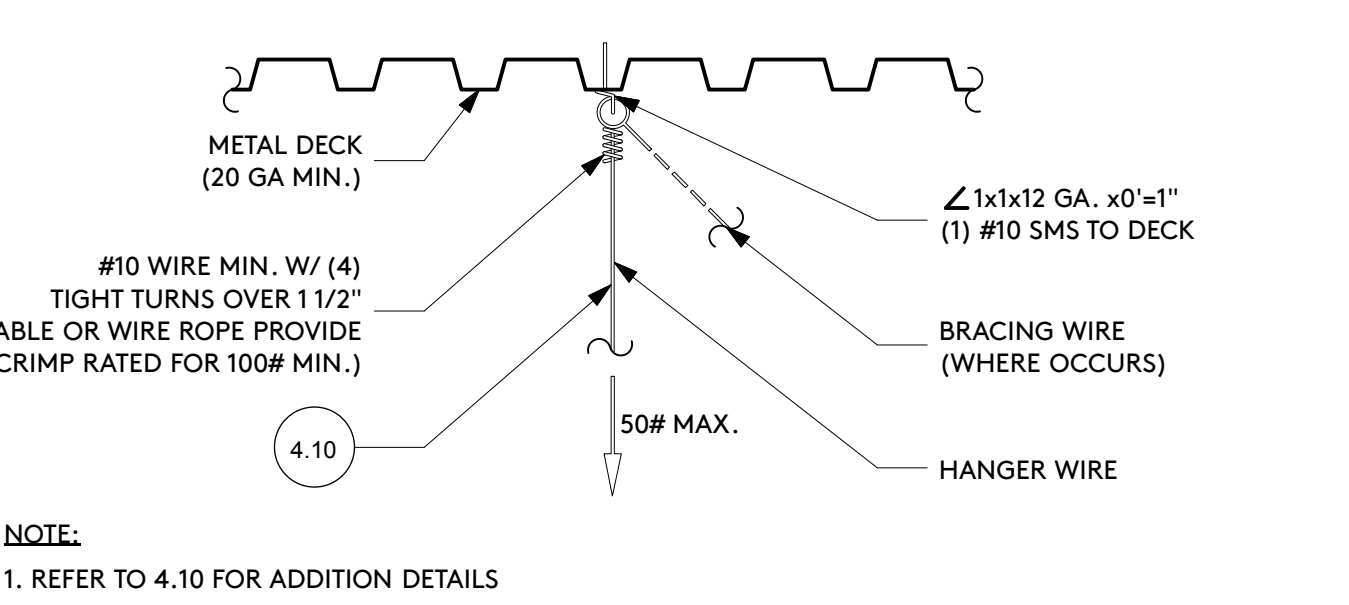 METAL DECK
(20 GA MIN.)
∠1x1x12 GA. x0'=1"
(1) #10 SMS TO DECK
#10 WIRE MIN. W/ (4)
TIGHT TURNS OVER 1 1/2"
OR WIRE ROPE PROVIDE
CRIMP RATED FOR 100# MIN.)
BRACING WIRE
(WHERE OCCURS)
4.10
50# MAX.
HANGER WIRE
NOTE:
1. REFER TO 4.10 FOR ADDITION DETAILS